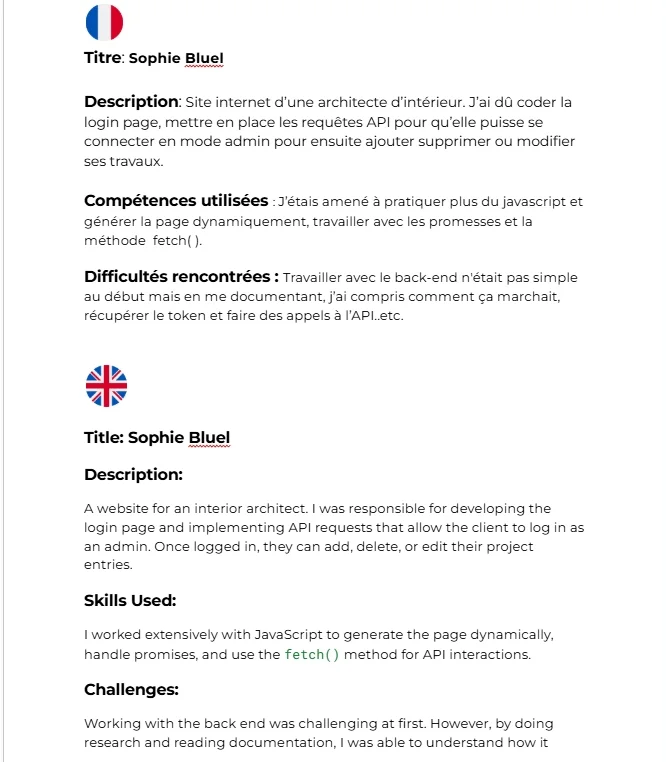 Titre: Sophie Bluel
Description: Site internet d'une architecte d'intérieur. J'ai dû coder la
login page, mettre en place les requêtes API pour qu'elle puisse se
connecter en mode admin pour ensuite ajouter supprimer ou modifier
ses travaux.
Compétences utilisées : J'étais amené à pratiquer plus du javascript et
générer la page dynamiquement, travailler avec les promesses et la
méthode  fetch( ).
Difficultés rencontrées : Travailler avec le back-end n'était pas simple
au début mais en me documentant, j'ai compris comment ça marchait,
récupérer le token et faire des appels à l'API..etc.
Title: Sophie Bluel
Description:
A website for an interior architect. I was responsible for developing the
login page and implementing API requests that allow the client to log in as
an admin. Once logged in, they can add, delete, or edit their project
entries.
Skills Used:
I worked extensively with JavaScript to generate the page dynamically,
handle promises, and use the fetch() method for API interactions.
Challenges:
Working with the back end was challenging at first. However, by doing
research and reading documentation, I was able to understand how it